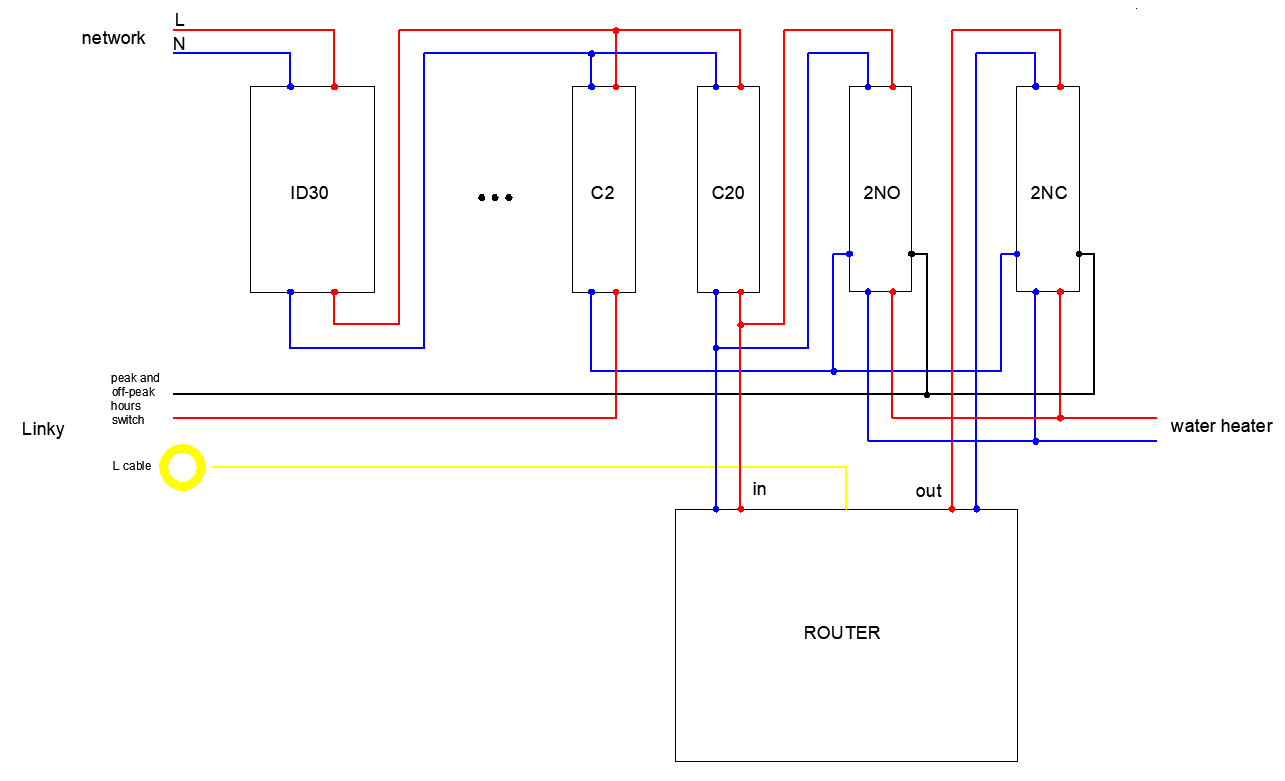 L
network
N
ID30
C2
C20
2NO
2NC
peak and
off-peak
hours
switch
Linky
water heater
L cable
in
out
ROUTER